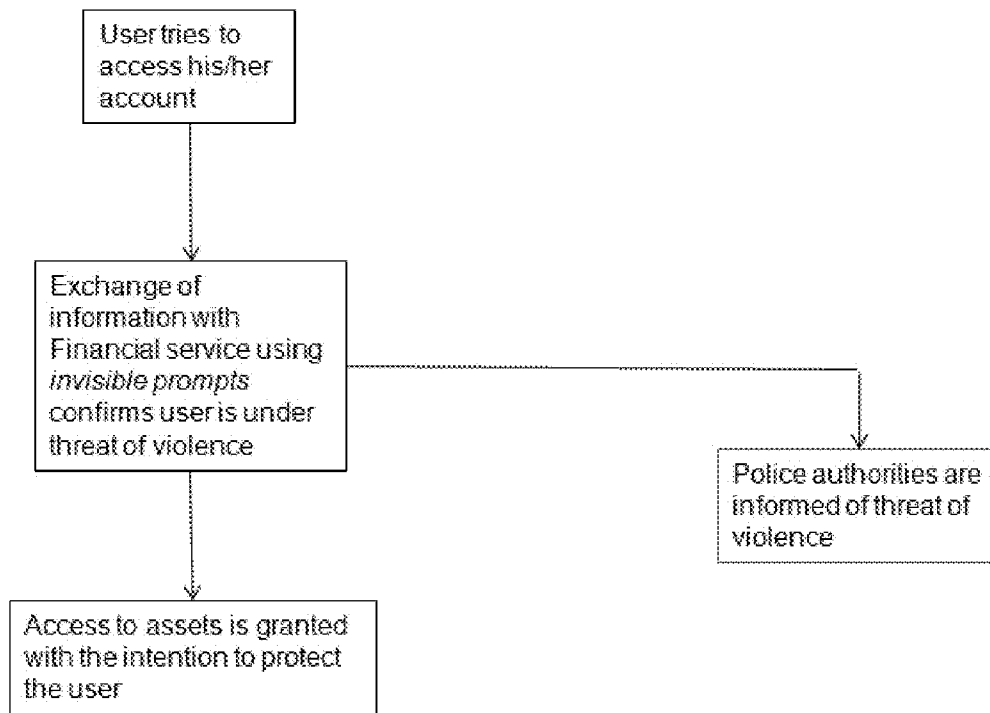 User tries to
access his/her
account
Exchange of
information with
Financial service using
invisible prompts
confirms user is under
threat of violence
Police authorities are
informed of threat of
violence
Access to assets is granted
with the intention to protect
the user